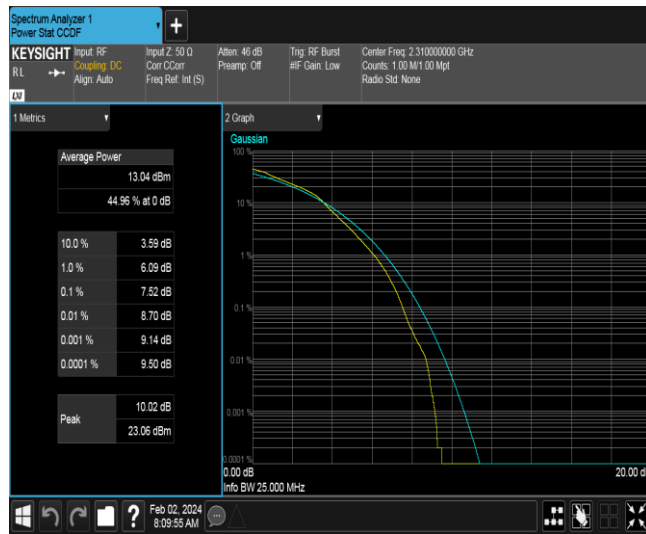 Spectrum Analyzer 1
Power Stat CCDF
+
KEYSIGHT
RL
LXI
Input: RF
Coupling: DC
Align: Auto
Input Z: 50 Ω
Corr CCorr
Freq Ref: Int (S)
Atten: 46 dB
Preamp: Off
Trig: RF Burst
#IF Gain: Low
Center Freq: 2.310000000 GHz
Counts: 1.00 M/1.00 Mpt
Radio Std: None
1 Metrics
Average Power
13.04 dBm
44.96 % at 0 dB
10.0 % 3.59 dB
1.0 % 6.09 dB
0.1 % 7.52 dB
0.01 % 8.70 dB
0.001 % 9.14 dB
0.0001 % 9.50 dB
Peak
10.02 dB
23.06 dBm
2 Graph
Gaussian
100 %
10 %
1 %
0.1 %
0.01 %
0.001 %
0.0001 %
0.00 dB
20.00 d
Info BW 25.000 MHz
?
Feb 02, 2024
8:09:55 AM